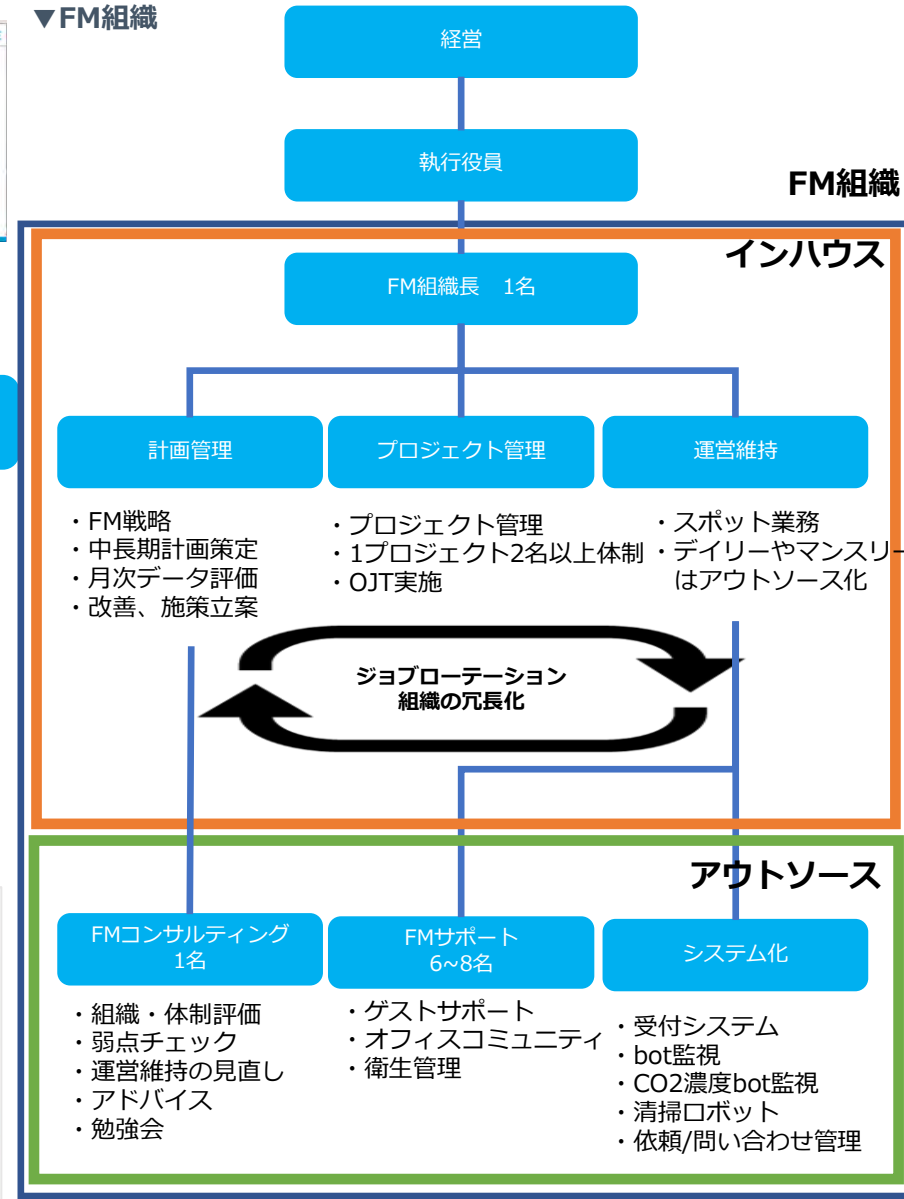 ▼FM組織
経営
執行役員
FM組織
インハウス
FM組織長　1名
計画管理
プロジェクト管理
運営維持
・FM戦略
・中長期計画策定
・月次データ評価
・改善、施策立案
・プロジェクト管理
・1プロジェクト2名以上体制
・OJT実施
・スポット業務
・デイリーやマンスリー
はアウトソース化
ジョブローテーション
組織の冗長化
アウトソース
FMコンサルティング
1名
FMサポート
6~8名
システム化
・組織・体制評価
・弱点チェック
・運営維持の見直し
・アドバイス
・勉強会
・ゲストサポート
・オフィスコミュニティ
・衛生管理
・受付システム
・bot監視
・CO2濃度bot監視
・清掃ロボット
・依頼/問い合わせ管理